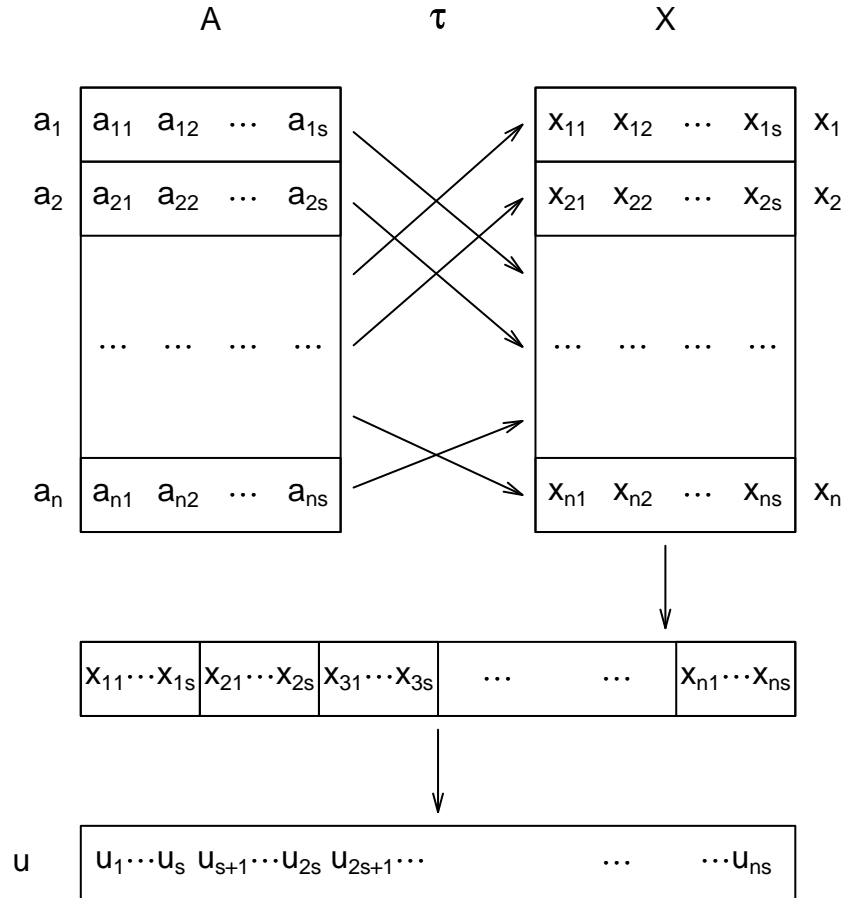 A τ X
a₁ a₁₁ a₁₂ ⋯ a₁ₛ x₁₁ x₁₂ ⋯ x₁ₛ x₁
a₂ a₂₁ a₂₂ ⋯ a₂ₛ x₂₁ x₂₂ ⋯ x₂ₛ x₂
⋯ ⋯ ⋯ ⋯ ⋯ ⋯ ⋯ ⋯
aₙ aₙ₁ aₙ₂ ⋯ aₙₛ xₙ₁ xₙ₂ ⋯ xₙₛ xₙ
x₁₁⋯x₁ₛ x₂₁⋯x₂ₛ x₃₁⋯x₃ₛ ⋯ ⋯ xₙ₁⋯xₙₛ
u u₁⋯uₛ uₛ₊₁⋯u₂ₛ u₂ₛ₊₁⋯ ⋯ ⋯uₙₛ